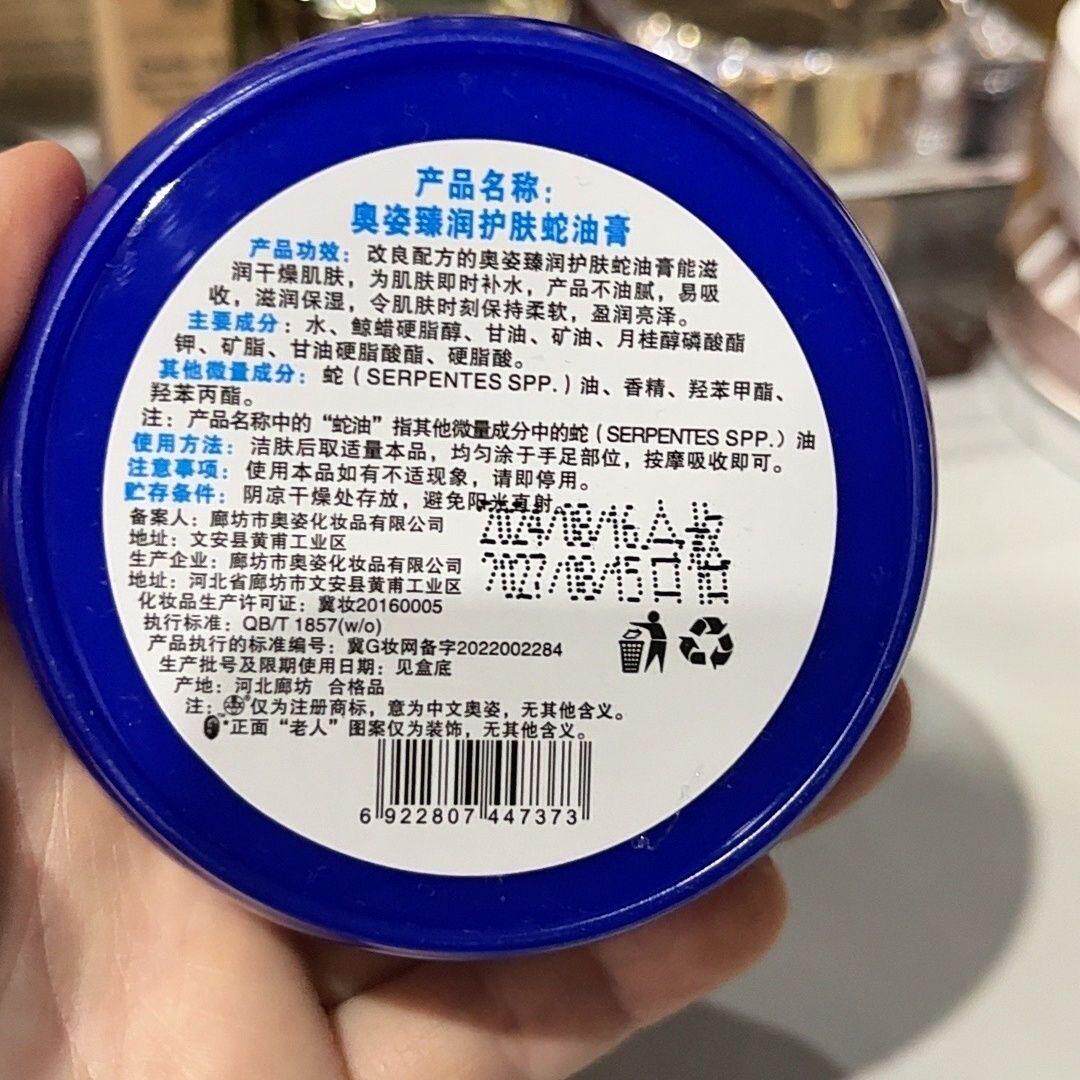 产品名称：
奥姿臻润护肤蛇油膏
产品功效：改良配方的奥姿臻润护肤蛇油膏能滋
润干燥肌肤，为肌肤即时补水，产品不油腻，易吸
收，滋润保湿，令肌肤时刻保持柔软，盈润亮泽。
主要成分：水、鲸蜡硬脂醇、甘油、矿油、月桂醇磷酸酯
钾、矿脂、甘油硬脂酸酯、硬脂酸。
其他微量成分：蛇（SERPENTES SPP.）油、香精、羟苯甲酯、
羟苯丙酯。
注：产品名称中的“蛇油”指其他微量成分中的蛇（SERPENTES SPP.）油
使用方法：洁肤后取适量本品，均匀涂于手足部位，按摩吸收即可。
注意事项：使用本品如有不适现象，请即停用。
贮存条件：阴凉干燥处存放，避免阳光直射。
备案人：廊坊市奥姿化妆品有限公司
地址：文安县黄甫工业区
生产企业：廊坊市奥姿化妆品有限公司
地址：河北省廊坊市文安县黄甫工业区
化妆品生产许可证：冀妆20160005
执行标准：QB/T 1857(w/o)
产品执行的标准编号：冀G妆网备字2022002284
生产批号及限期使用日期：见盒底
产地：河北廊坊 合格品
注：®仅为注册商标，意为中文奥姿，无其他含义。
*正面“老人”图案仅为装饰，无其他含义。
2024/08/16合格
2027/08/15日
6 922807 447373